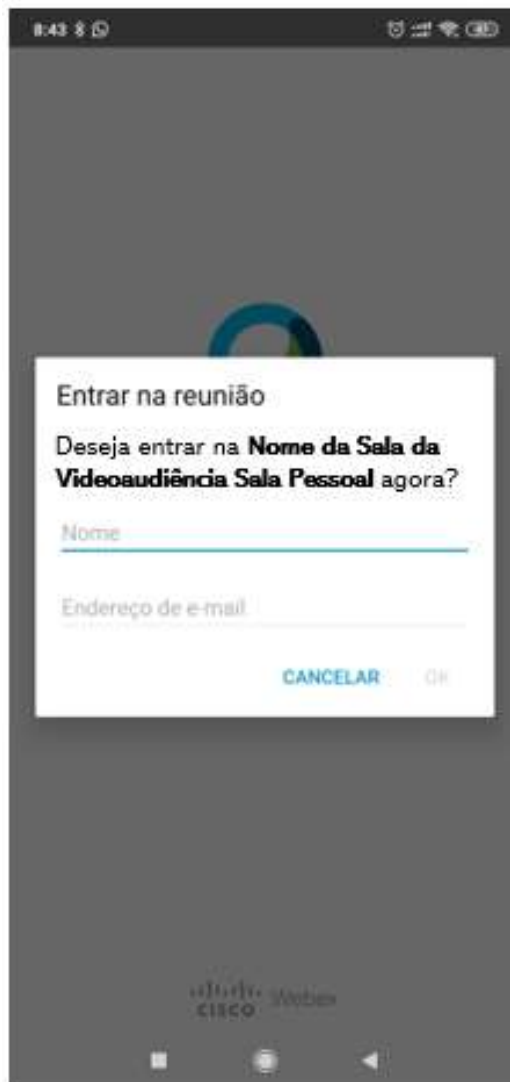 8:43
Entrar na reunião
Deseja entrar na Nome da Sala da
Videoaudiência Sala Pessoal agora?
Nome
Endereço de e-mail
CANCELAR OK
cisco Webex